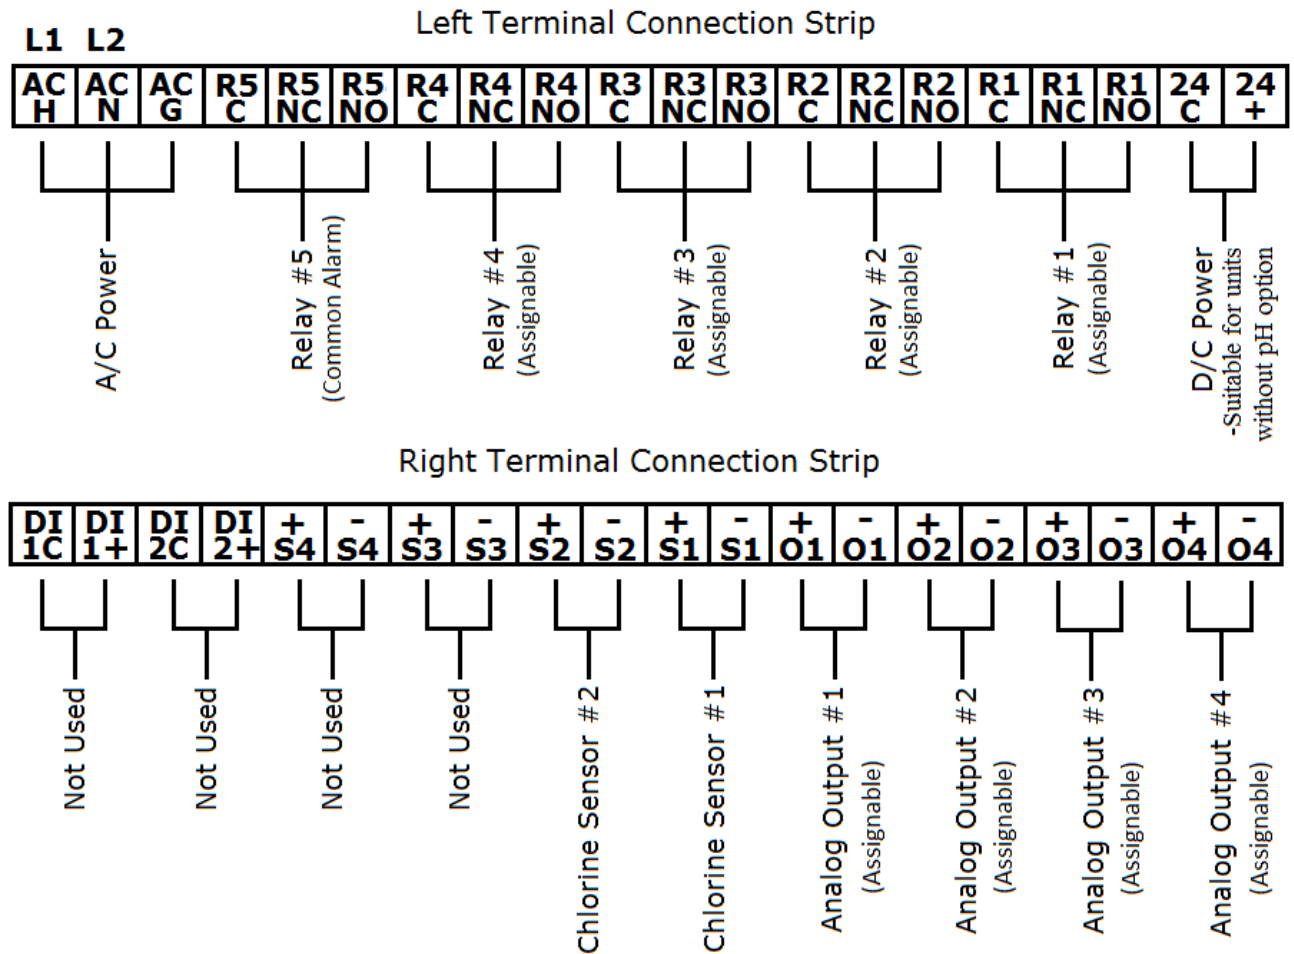 Left Terminal Connection Strip
L1 L2
AC AC AC R5 R5 R5 R4 R4 R4 R3 R3 R3 R2 R2 R2 R1 R1 R1 24 24
H N G C NC NO C NC NO C NC NO C NC NO C NC NO C +
A/C Power
Relay #5
(Common Alarm)
Relay #4
(Assignable)
Relay #3
(Assignable)
Relay #2
(Assignable)
Relay #1
(Assignable)
D/C Power
-Suitable for units
without pH option
Right Terminal Connection Strip
DI DI DI DI + - + - + - + - + - + - + - + -
1C 1+ 2C 2+ S4 S4 S3 S3 S2 S2 S1 S1 O1 O1 O2 O2 O3 O3 O4 O4
Not Used
Not Used
Not Used
Not Used
Chlorine Sensor #2
Chlorine Sensor #1
Analog Output #1
(Assignable)
Analog Output #2
(Assignable)
Analog Output #3
(Assignable)
Analog Output #4
(Assignable)